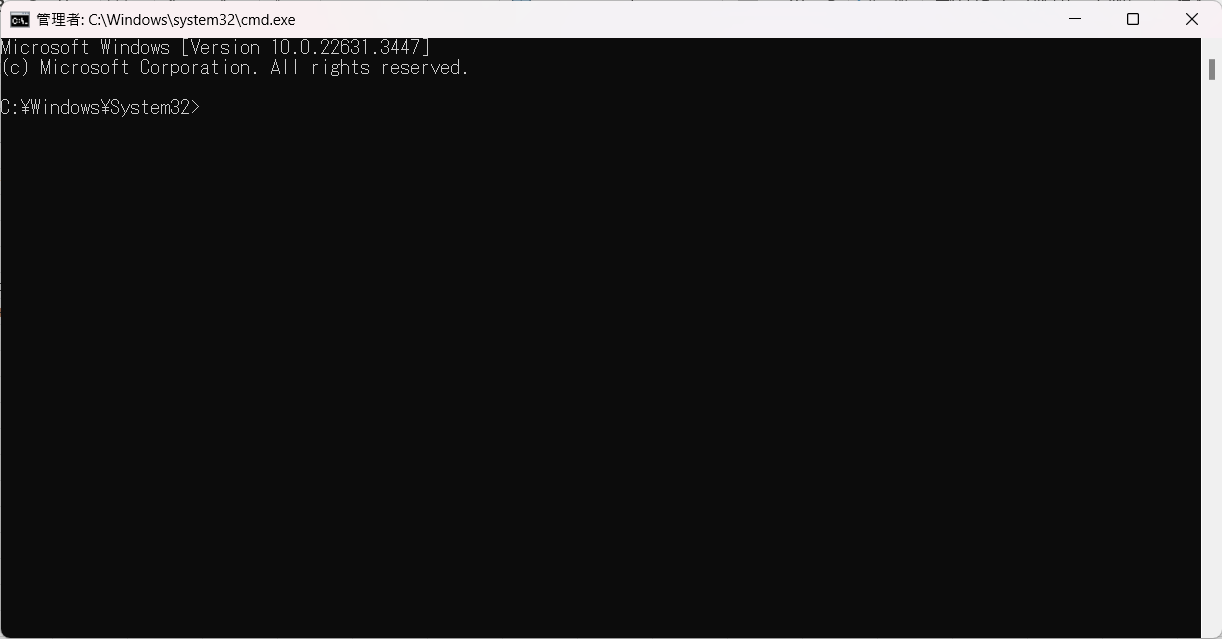 管理者: C:\Windows\system32\cmd.exe
Microsoft Windows [Version 10.0.22631.3447]
(c) Microsoft Corporation. All rights reserved.
C:¥Windows¥System32>